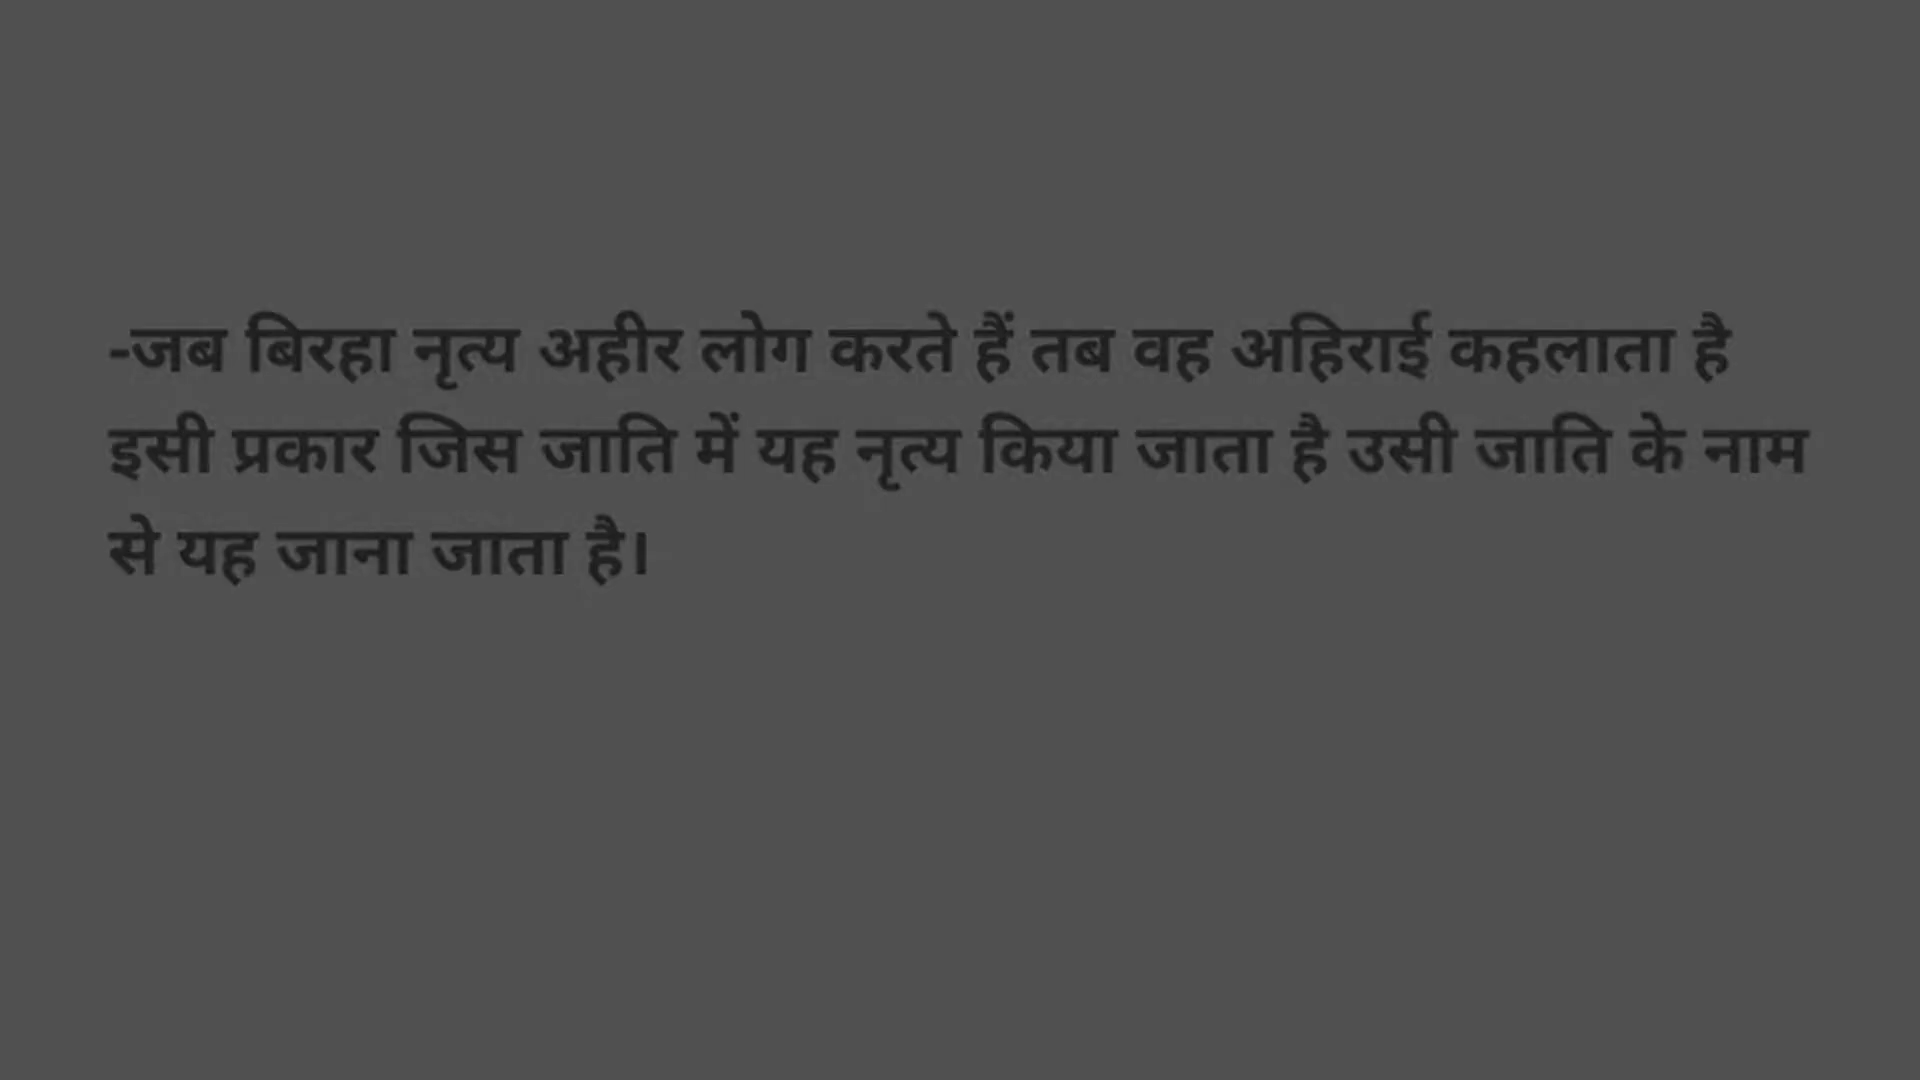 -जब बिरहा नृत्य अहीर लोग करते हैं तब वह अहिराई कहलाता है
इसी प्रकार जिस जाति में यह नृत्य किया जाता है उसी जाति के नाम
से यह जाना जाता है।